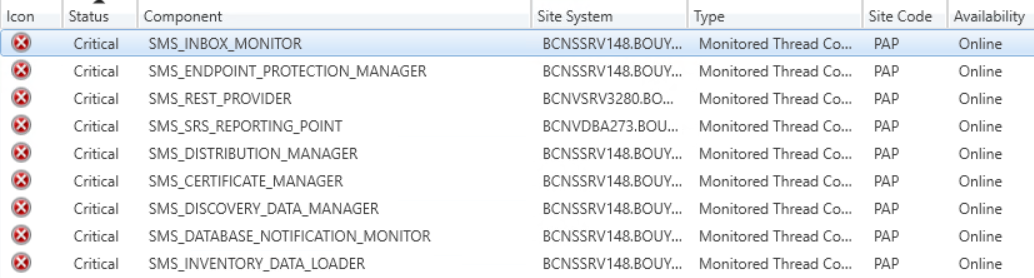 Icon Status Component Site System Type Site Code Availability
Critical SMS_INBOX_MONITOR BCNSSRV148.BOUY... Monitored Thread Co... PAP Online
Critical SMS_ENDPOINT_PROTECTION_MANAGER BCNSSRV148.BOUY... Monitored Thread Co... PAP Online
Critical SMS_REST_PROVIDER BCNVSRV3280.BO... Monitored Thread Co... PAP Online
Critical SMS_SRS_REPORTING_POINT BCNVDBA273.BOU... Monitored Thread Co... PAP Online
Critical SMS_DISTRIBUTION_MANAGER BCNSSRV148.BOUY... Monitored Thread Co... PAP Online
Critical SMS_CERTIFICATE_MANAGER BCNSSRV148.BOUY... Monitored Thread Co... PAP Online
Critical SMS_DISCOVERY_DATA_MANAGER BCNSSRV148.BOUY... Monitored Thread Co... PAP Online
Critical SMS_DATABASE_NOTIFICATION_MONITOR BCNSSRV148.BOUY... Monitored Thread Co... PAP Online
Critical SMS_INVENTORY_DATA_LOADER BCNSSRV148.BOUY... Monitored Thread Co... PAP Online